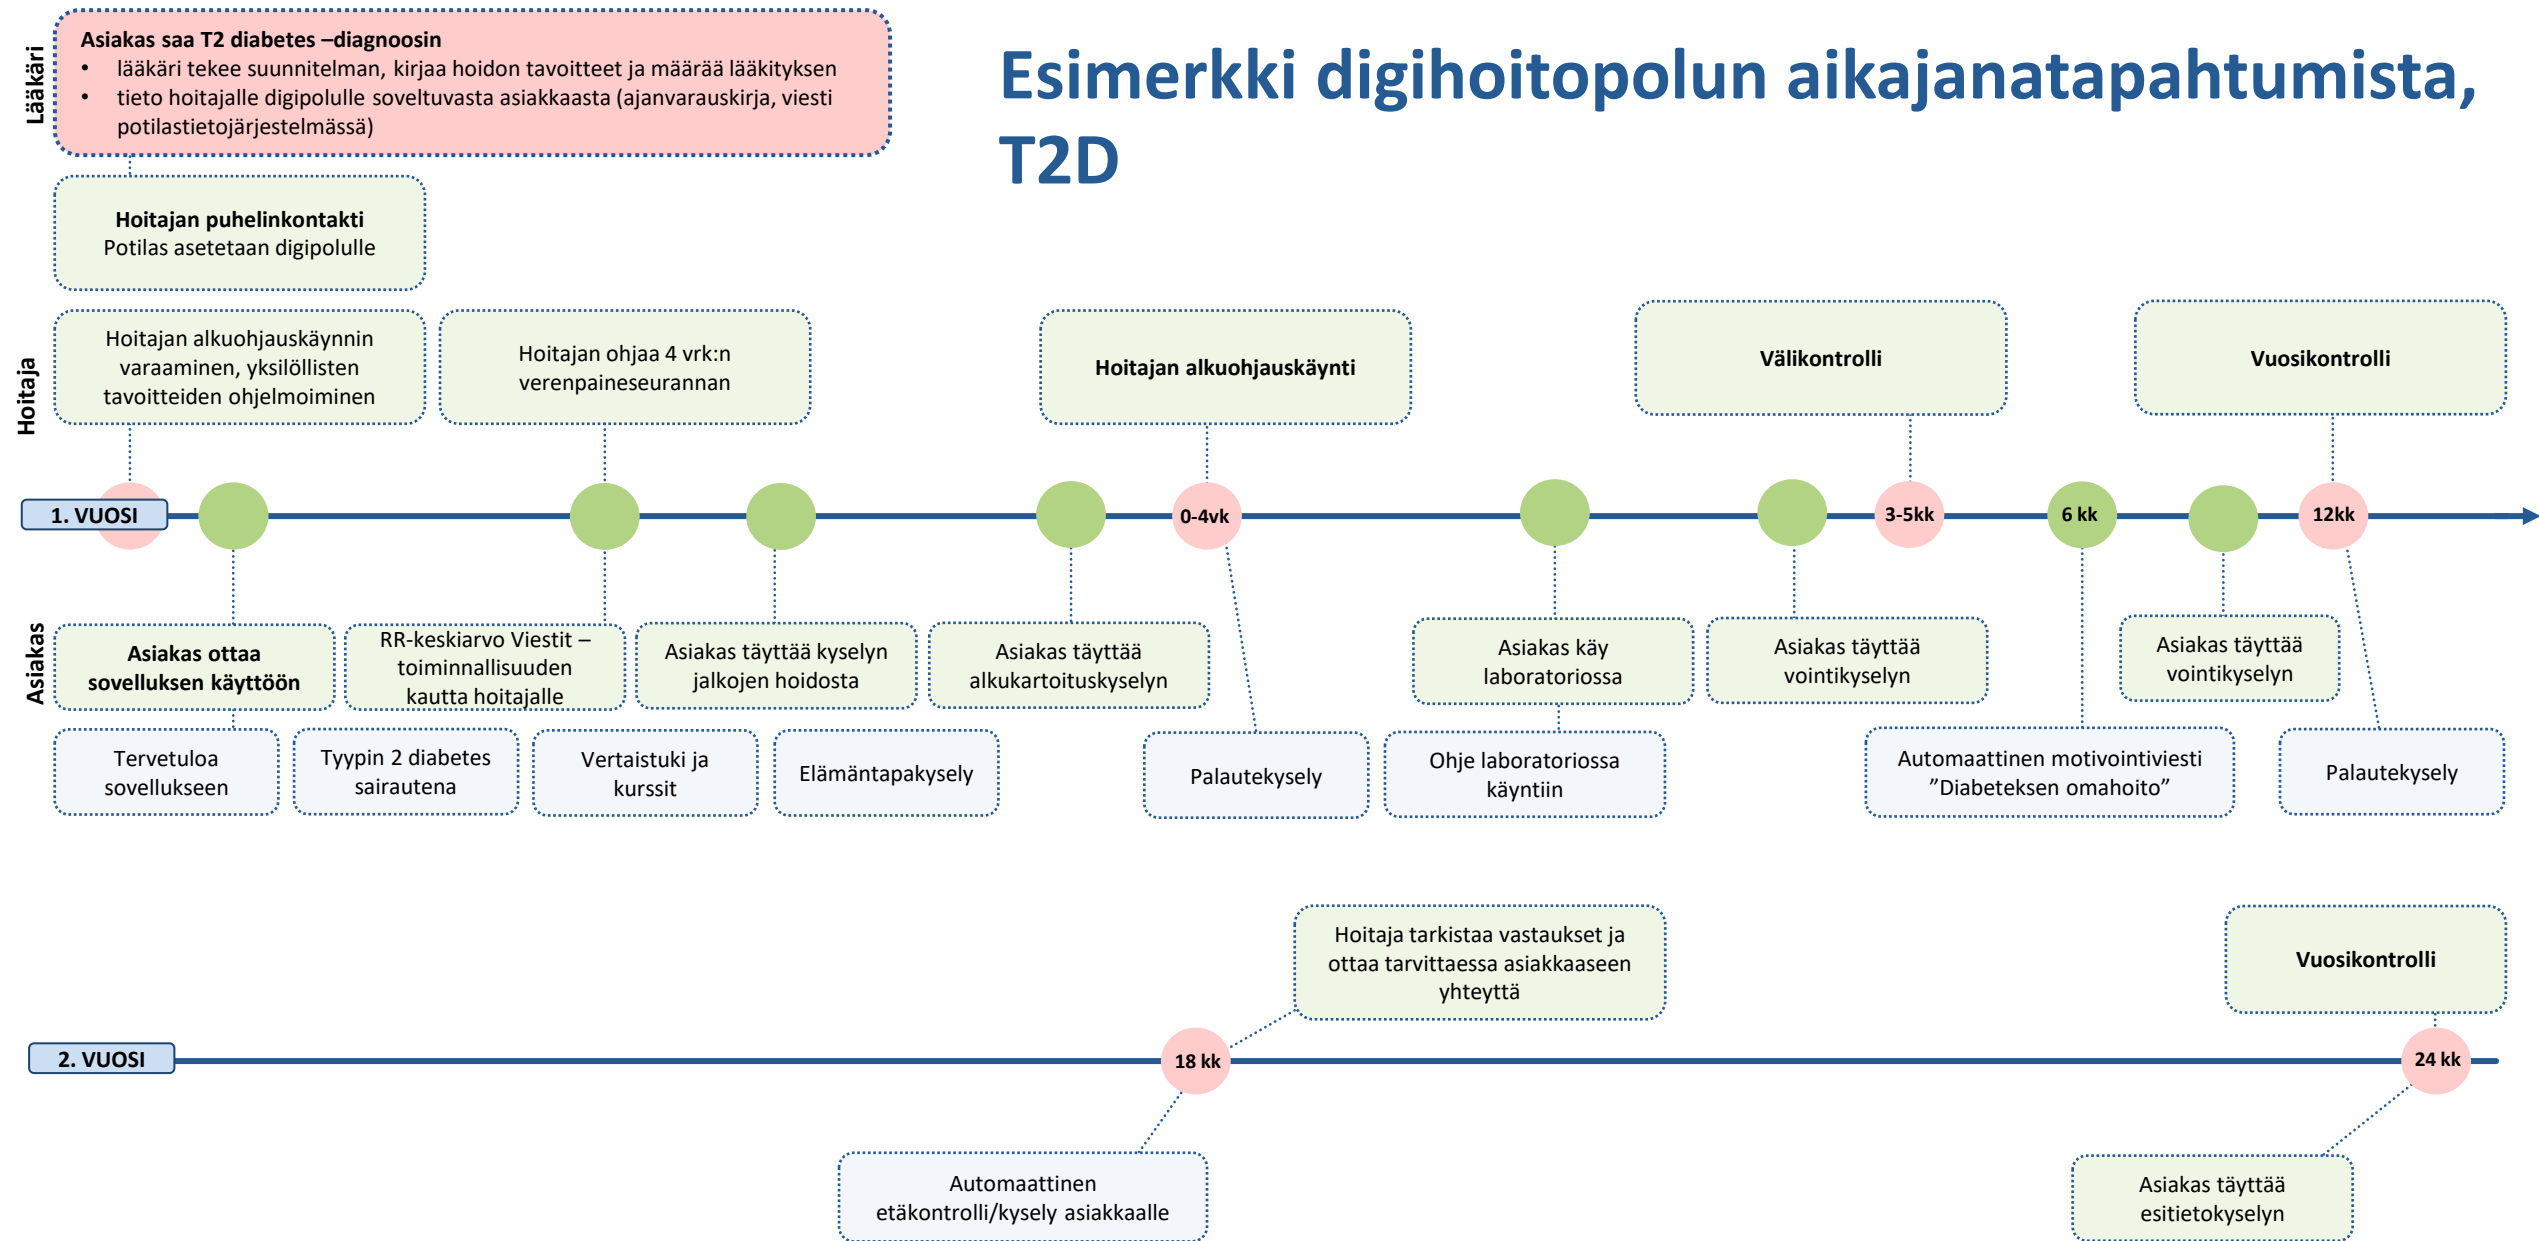 Lääkäri
Asiakas saa T2 diabetes –diagnoosin
• lääkäri tekee suunnitelman, kirjaa hoidon tavoitteet ja määrää lääkityksen
• tieto hoitajalle digipolulle soveltuvasta asiakkaasta (ajanvarauskirja, viesti
potilastietojärjestelmässä)
Esimerkki digihoitopolun aikajanatapahtumista,
T2D
Hoitajan puhelinkontakti
Potilas asetetaan digipolulle
Hoitaja
Hoitajan alkuohjauskäynnin
varaaminen, yksilöllisten
tavoitteiden ohjelmoiminen
Hoitajan ohjaa 4 vrk:n
verenpaineseurannan
Hoitajan alkuohjauskäynti
Välikontrolli
Vuosikontrolli
1. VUOSI
0-4vk
3-5kk
6 kk
12kk
Asiakas
Asiakas ottaa
sovelluksen käyttöön
RR-keskiarvo Viestit –
toiminnallisuuden
kautta hoitajalle
Asiakas täyttää kyselyn
jalkojen hoidosta
Asiakas täyttää
alkukartoituskyselyn
Asiakas käy
laboratoriossa
Asiakas täyttää
vointikyselyn
Asiakas täyttää
vointikyselyn
Tervetuloa
sovellukseen
Tyypin 2 diabetes
sairautena
Vertaistuki ja
kurssit
Elämäntapakysely
Palautekysely
Ohje laboratoriossa
käyntiin
Automaattinen motivointiviesti
”Diabeteksen omahoito”
Palautekysely
Hoitaja tarkistaa vastaukset ja
ottaa tarvittaessa asiakkaaseen
yhteyttä
Vuosikontrolli
2. VUOSI
18 kk
24 kk
Automaattinen
etäkontrolli/kysely asiakkaalle
Asiakas täyttää
esitietokyselyn